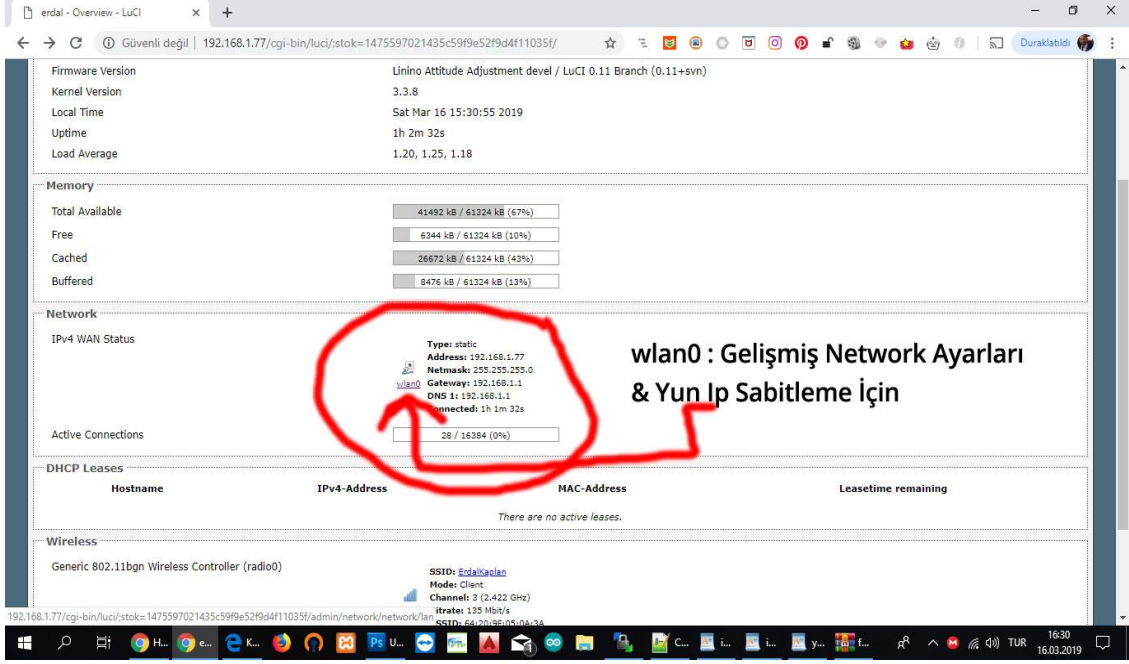 erdal - Overview - LuCI
Güvenli değil | 192.168.1.77/cgi-bin/luci/;stok=1475597021435c59f9e52f9d4f11035f/
Duraklatıldı
Firmware Version Linino Attitude Adjustment devel / LuCI 0.11 Branch (0.11+svn)
Kernel Version 3.3.8
Local Time Sat Mar 16 15:30:55 2019
Uptime 1h 2m 32s
Load Average 1.20, 1.25, 1.18
Memory
Total Available 41492 kB / 61324 kB (67%)
Free 6344 kB / 61324 kB (10%)
Cached 26672 kB / 61324 kB (43%)
Buffered 8476 kB / 61324 kB (13%)
Network
IPv4 WAN Status
wlan0
Type: static
Address: 192.168.1.77
Netmask: 255.255.255.0
Gateway: 192.168.1.1
DNS 1: 192.168.1.1
Connected: 1h 1m 32s
wlan0 : Gelişmiş Network Ayarları
& Yun Ip Sabitleme İçin
Active Connections 28 / 16384 (0%)
DHCP Leases
Hostname IPv4-Address MAC-Address Leasetime remaining
There are no active leases.
Wireless
Generic 802.11bgn Wireless Controller (radio0)
SSID: ErdalKaplan
Mode: Client
Channel: 3 (2.422 GHz)
itrate: 135 Mbit/s
SSID: 64:20:9F:05:0A:3A
192.168.1.77/cgi-bin/luci/;stok=1475597021435c59f9e52f9d4f11035f/admin/network/network/lan
H... e... K... U... C... i... i... y... f...
TUR
16:30
16.03.2019